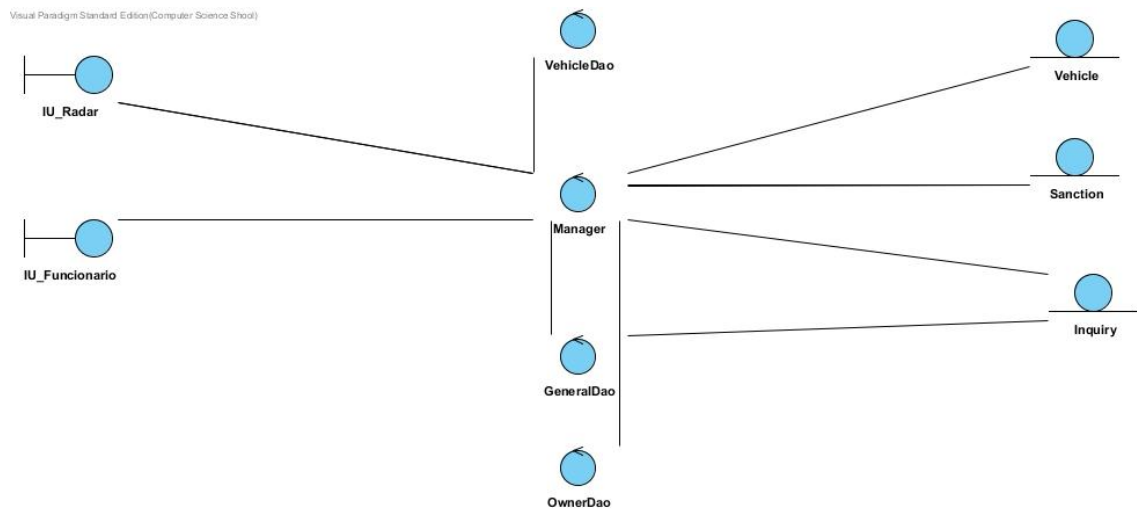 Visual Paradigm Standard Edition(Computer Science Shool)
VehicleDao
Vehicle
IU_Radar
Sanction
Manager
IU_Funcionario
Inquiry
GeneralDao
OwnerDao